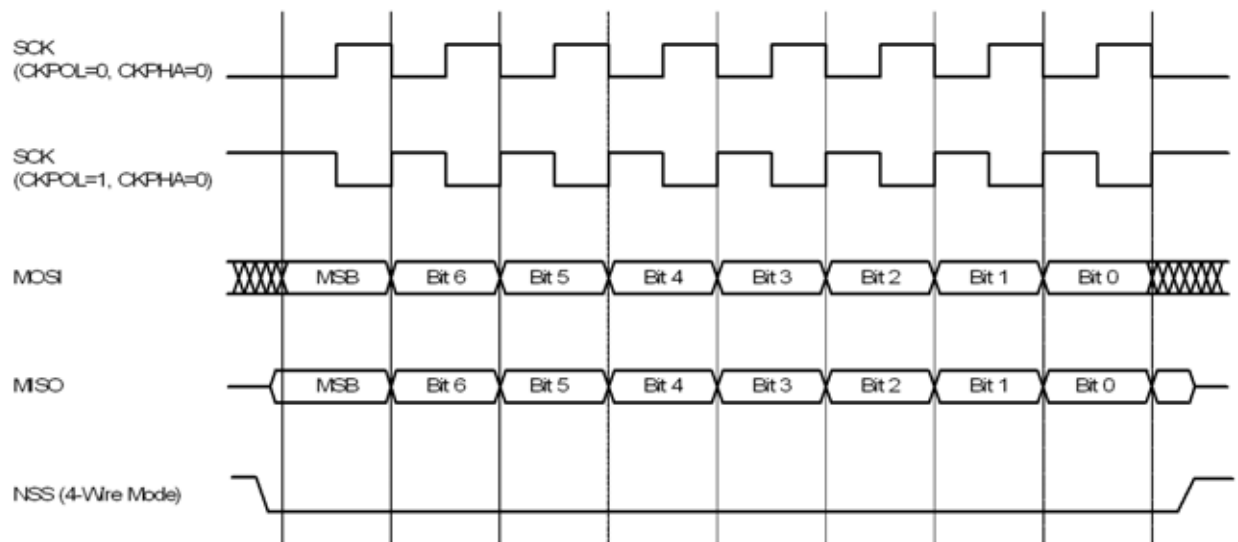 SCK
(CKPOL=0, CKPHA=0)
SCK
(CKPOL=1, CKPHA=0)
MOSI MSB Bit 6 Bit 5 Bit 4 Bit 3 Bit 2 Bit 1 Bit 0
MISO MSB Bit 6 Bit 5 Bit 4 Bit 3 Bit 2 Bit 1 Bit 0
NSS (4-Wire Mode)